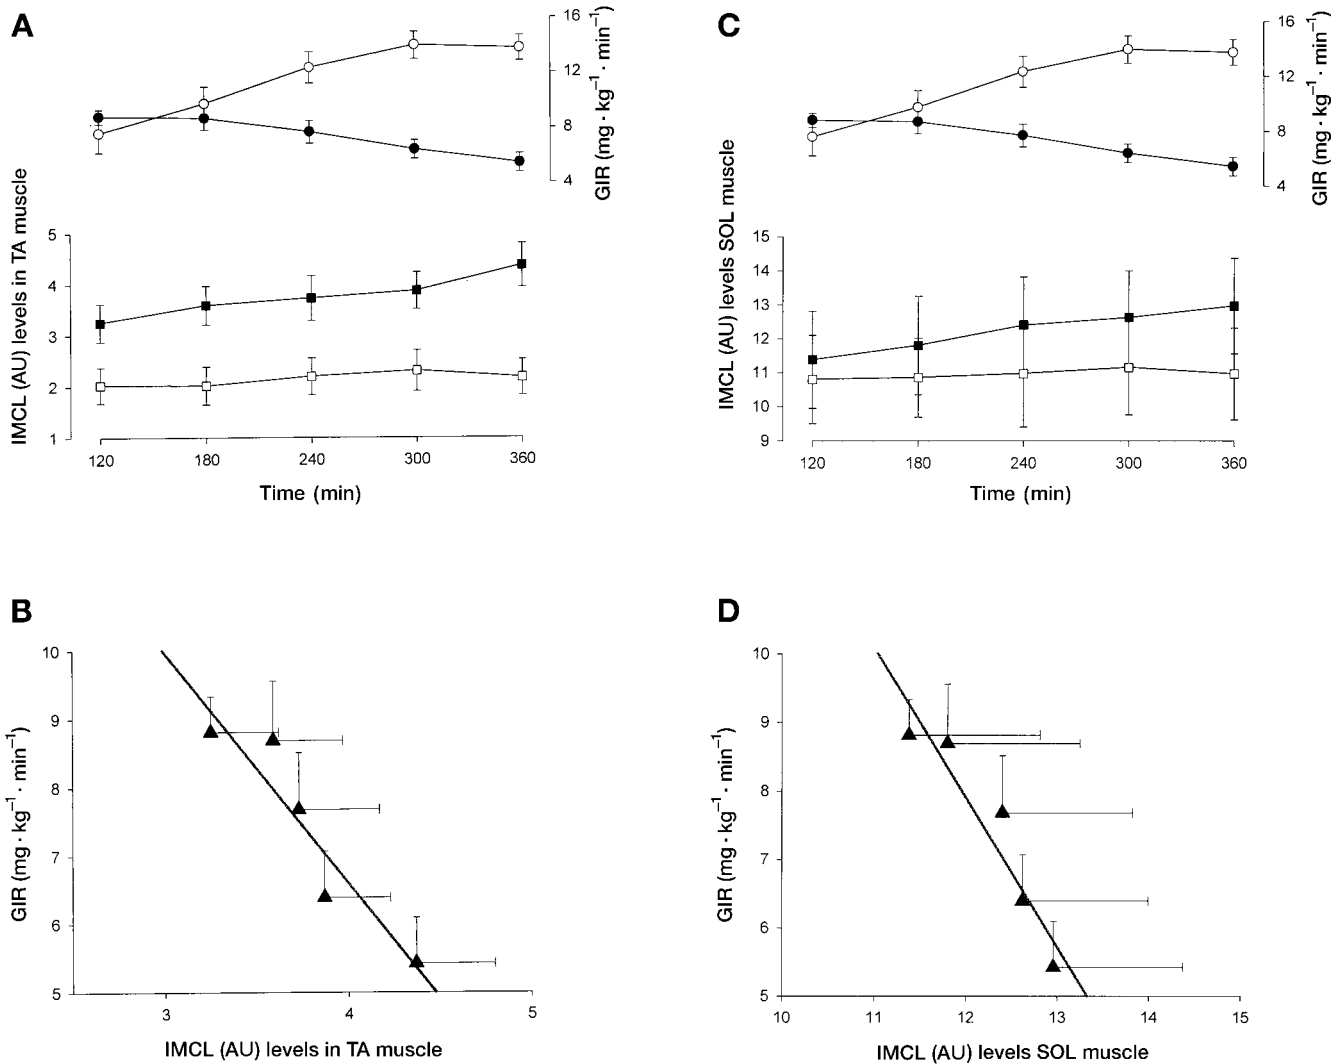 A
16
12
8
4
GIR (mg · kg⁻¹ · min⁻¹)
IMCL (AU) levels in TA muscle
5
4
3
2
1
120 180 240 300 360
Time (min)
C
16
12
8
4
GIR (mg · kg⁻¹ · min⁻¹)
IMCL (AU) levels SOL muscle
15
14
13
12
11
10
9
120 180 240 300 360
Time (min)
B
GIR (mg · kg⁻¹ · min⁻¹)
10
9
8
7
6
5
3 4 5
IMCL (AU) levels in TA muscle
D
GIR (mg · kg⁻¹ · min⁻¹)
10
9
8
7
6
5
10 11 12 13 14 15
IMCL (AU) levels SOL muscle